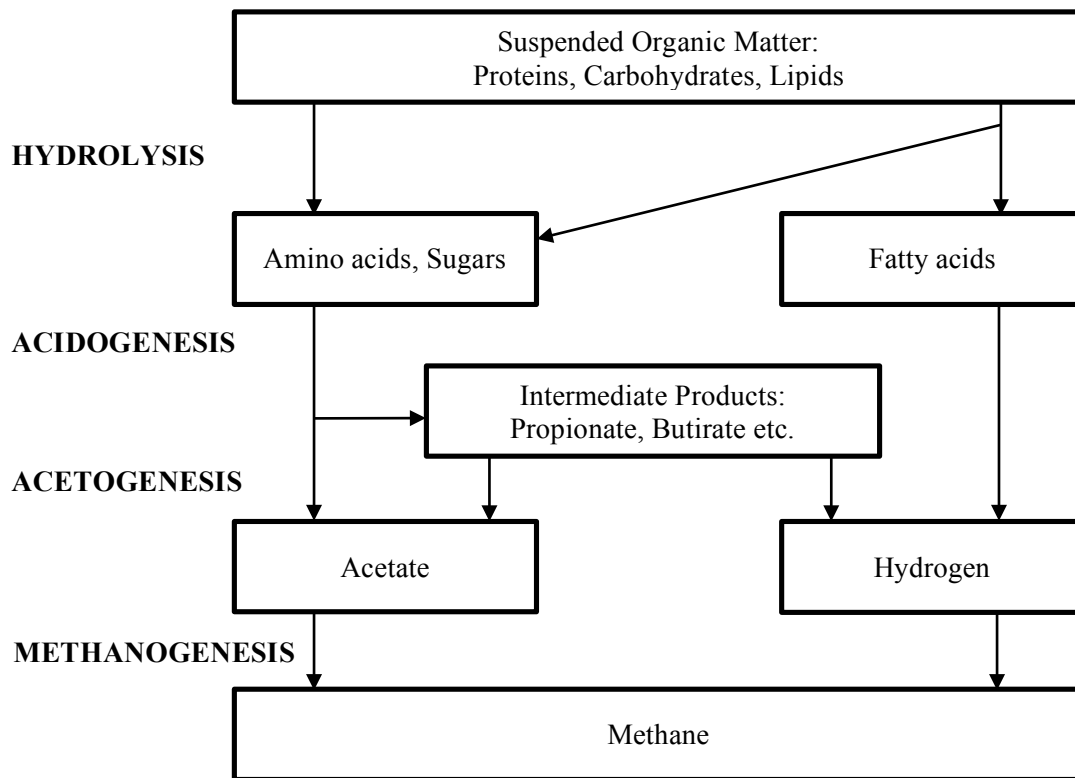 Suspended Organic Matter:
Proteins, Carbohydrates, Lipids
HYDROLYSIS
Amino acids, Sugars
Fatty acids
ACIDOGENESIS
Intermediate Products:
Propionate, Butirate etc.
ACETOGENESIS
Acetate
Hydrogen
METHANOGENESIS
Methane